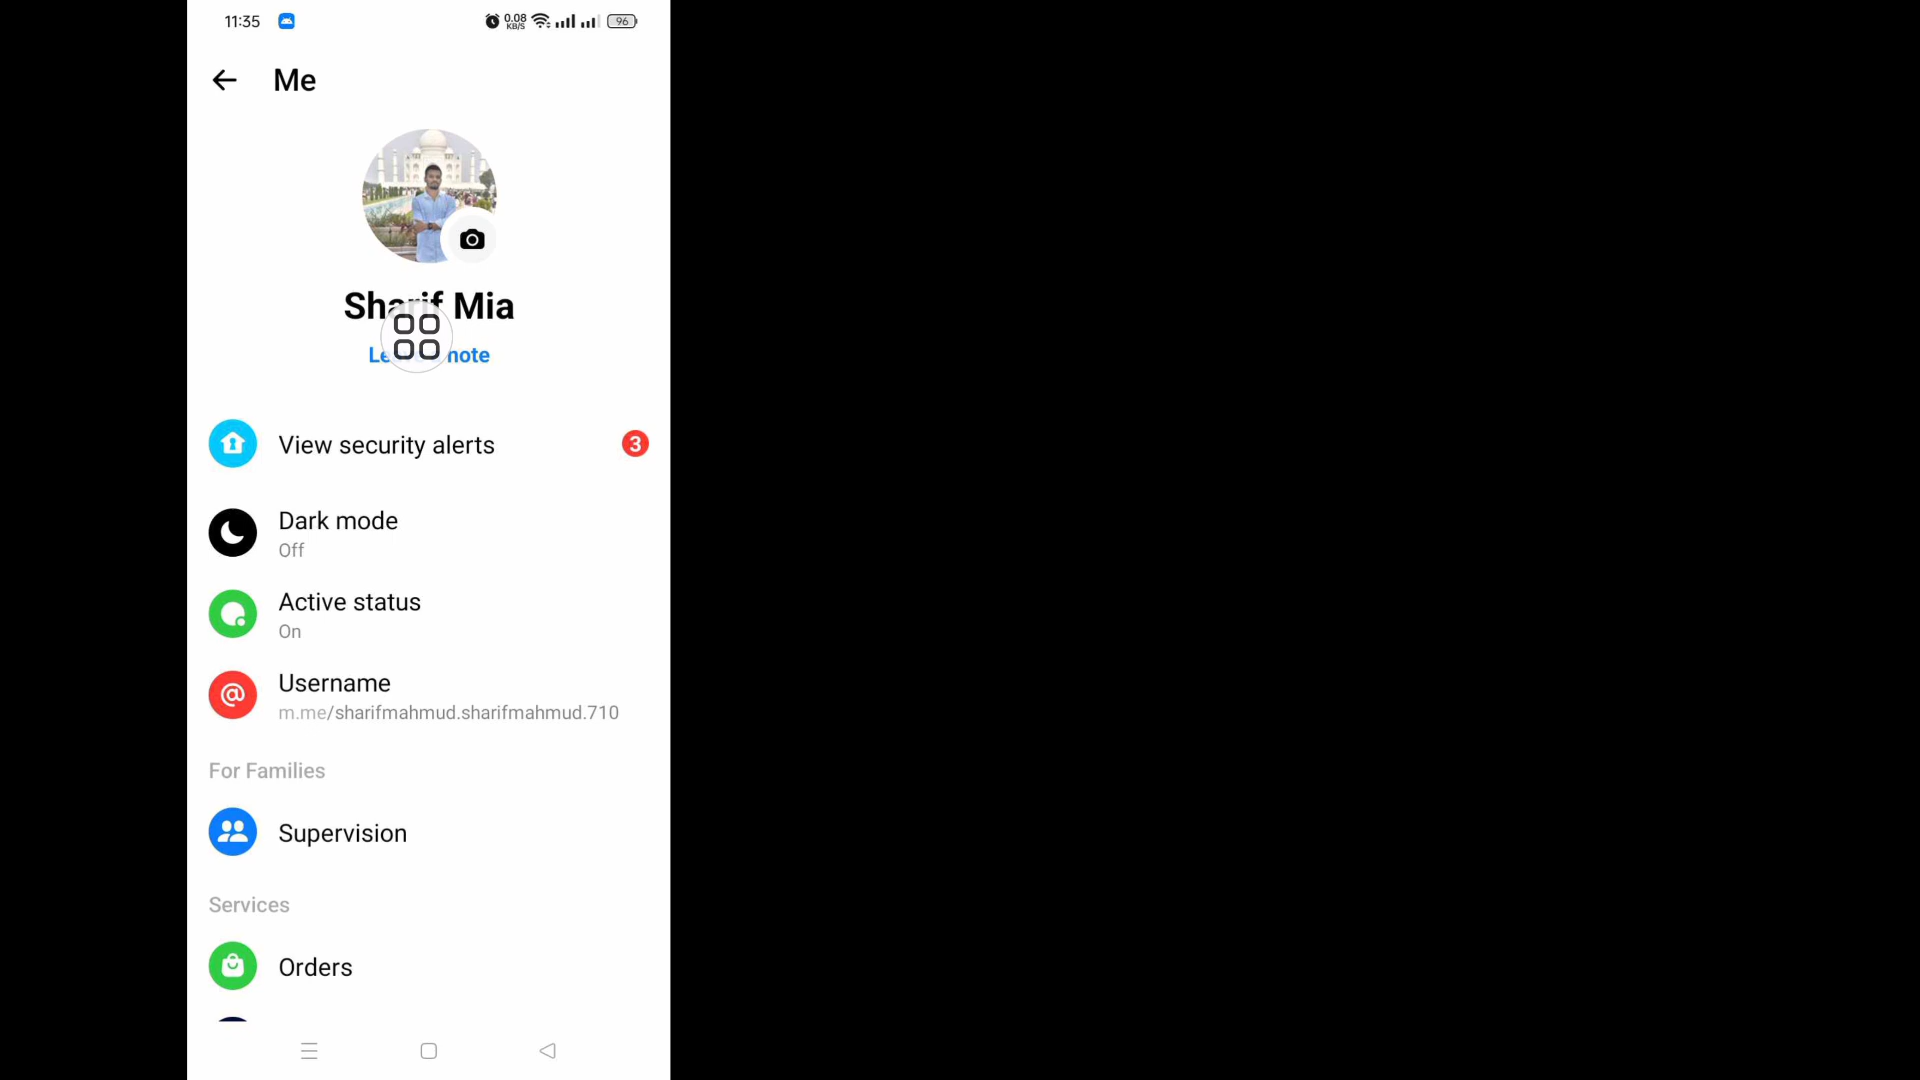 11:35 0.08 KB/S 96
Me
Sharif Mia
note
View security alerts 3
Dark mode
Off
Active status
On
Username
m.me/sharifmahmud.sharifmahmud.710
For Families
Supervision
Services
Orders